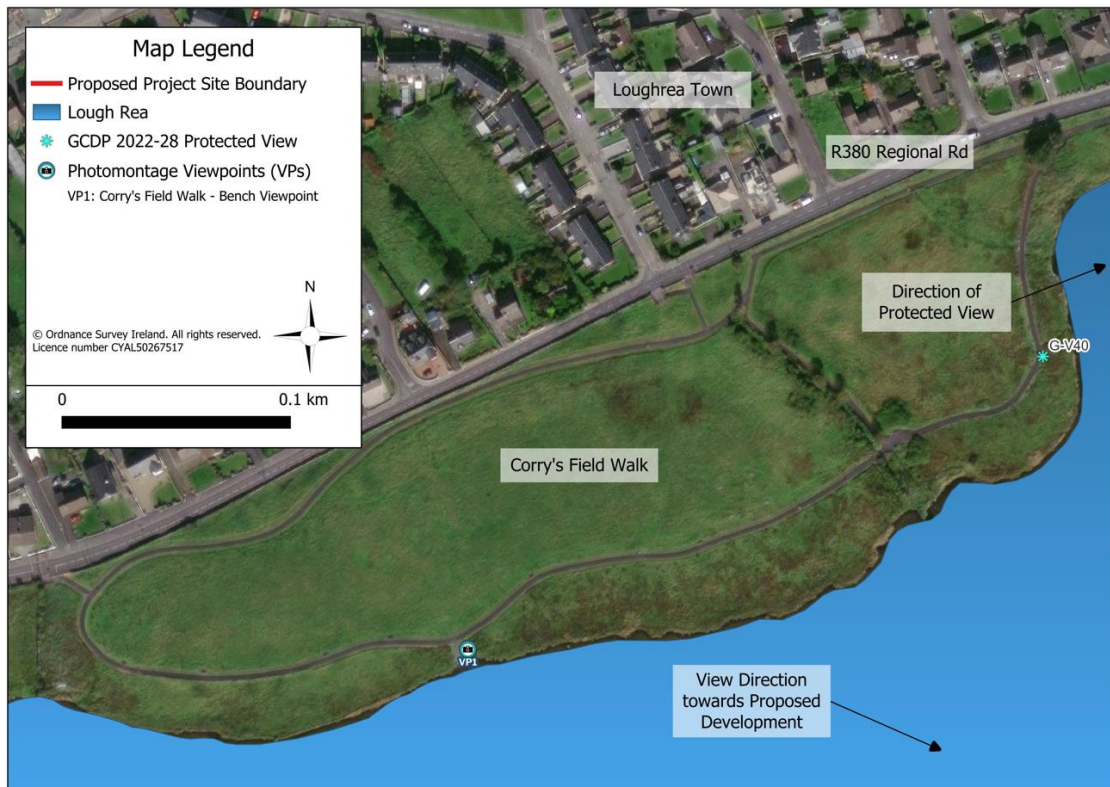 Map Legend
Proposed Project Site Boundary
Lough Rea
GCDP 2022-28 Protected View
Photomontage Viewpoints (VPs)
VP1: Corry's Field Walk - Bench Viewpoint
N
© Ordnance Survey Ireland. All rights reserved.
Licence number CYAL50267517
0 0.1 km
Loughrea Town
R380 Regional Rd
Direction of
Protected View
G-V40
Corry's Field Walk
VP1
View Direction
towards Proposed
Development